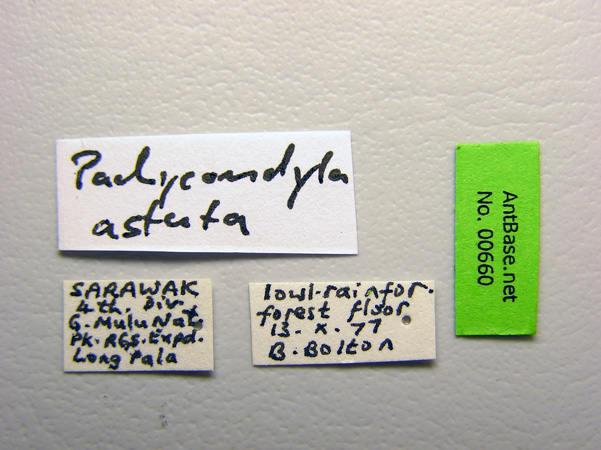 Pachycondyla
astuta
SARAWAK
4th. Div.
G. Mulu Nat.
PK. RGS. Expd.
Long Pala
lowl. rainfor.
forest floor
13. X. 77
B. Bolton
AntBase.net
No. 00660